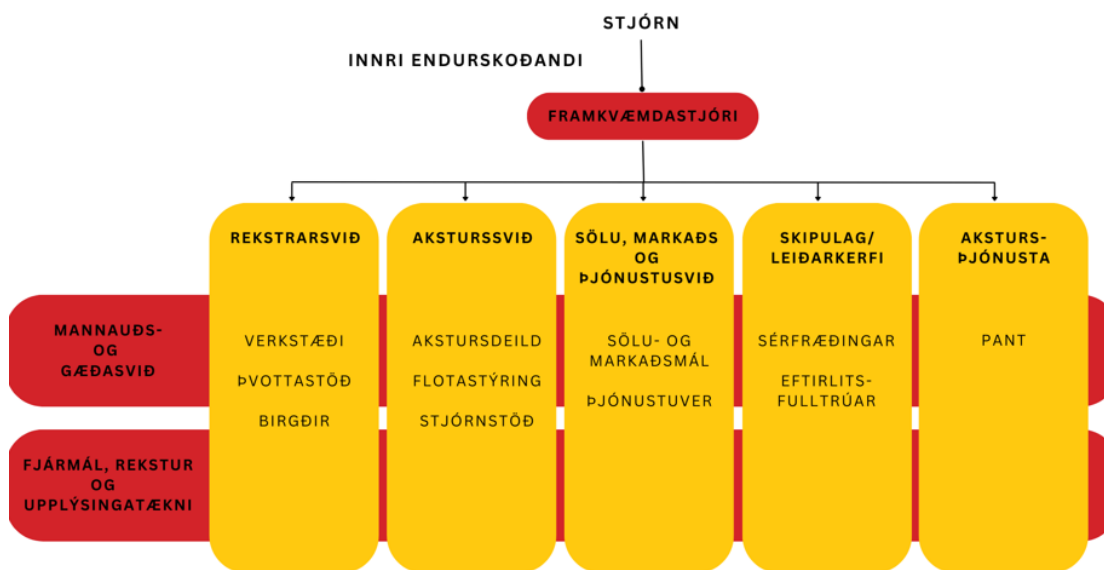 STJÓRN
INNRI ENDURSKOÐANDI
FRAMKVÆMDASTJÓRI
REKSTRARSVIÐ
VERKSTÆÐI
ÞVOTTASTÖÐ
BIRGÐIR
AKSTURSSVIÐ
AKSTURSDEILD
FLOTASTÝRING
STJÓRNSTÖÐ
SÖLU, MARKAÐS
OG
ÞJÓNUSTUSVIÐ
SÖLU- OG
MARKAÐSMÁL
ÞJÓNUSTUVER
SKIPULAG/
LEIÐARKERFI
SÉRFRÆÐINGAR
EFTIRLITS-
FULLTRÚAR
AKSTURS-
ÞJÓNUSTA
PANT
MANNAUÐS-
OG
GÆÐASVIÐ
FJÁRMÁL, REKSTUR
OG
UPPLÝSINGATÆKNI